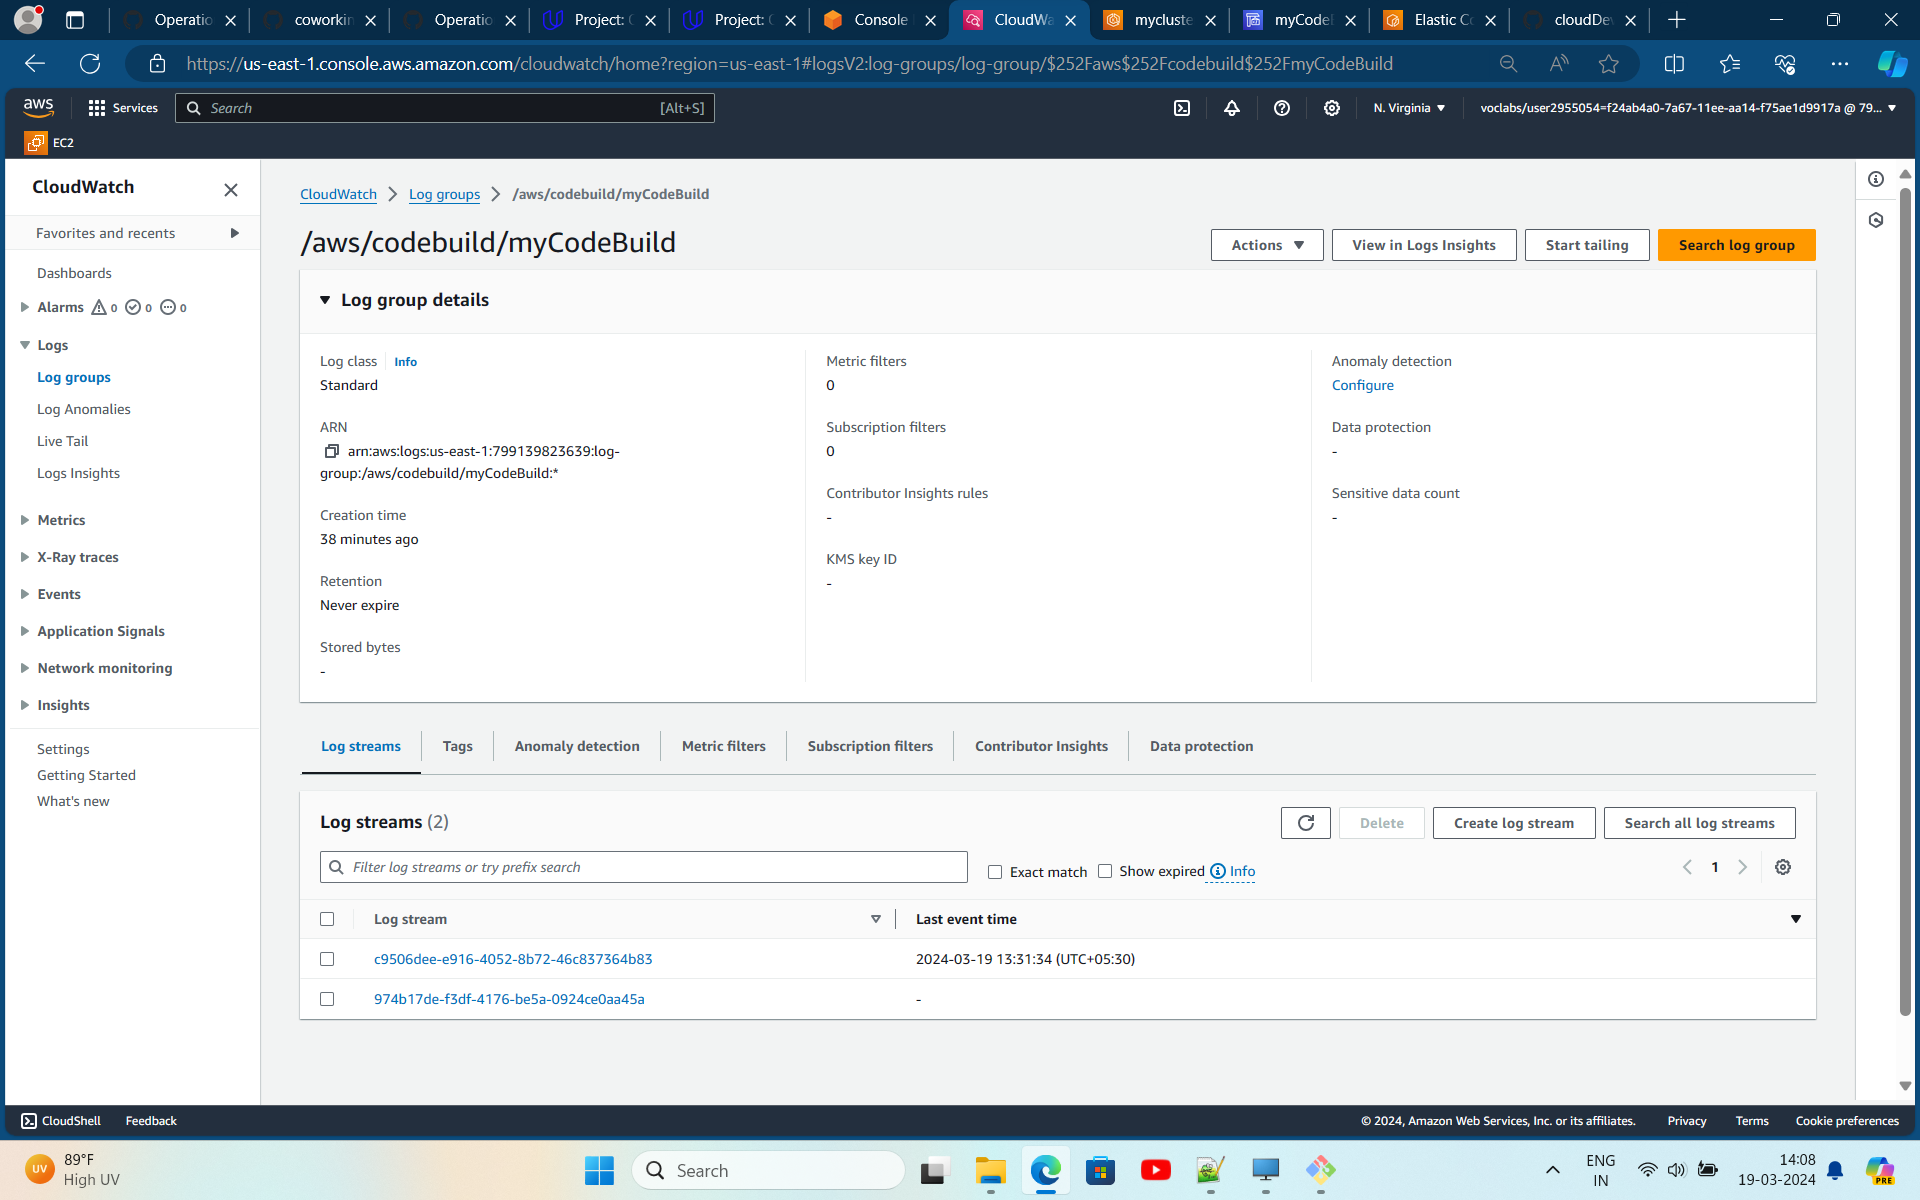 Operatio
coworkin
Operatio
Project: C
Project: C
Console
CloudWa
mycluste
myCodeB
Elastic Co
cloudDev
https://us-east-1.console.aws.amazon.com/cloudwatch/home?region=us-east-1#logsV2:log-groups/log-group/$252Faws$252Fcodebuild$252FmyCodeBuild
aws
Services
Search
[Alt+S]
N. Virginia
voclabs/user2955054=f24ab4a0-7a67-11ee-aa14-f75ae1d9917a @ 79...
EC2
CloudWatch
Favorites and recents
Dashboards
Alarms 0 0 0
Logs
Log groups
Log Anomalies
Live Tail
Logs Insights
Metrics
X-Ray traces
Events
Application Signals
Network monitoring
Insights
Settings
Getting Started
What's new
CloudWatch > Log groups > /aws/codebuild/myCodeBuild
/aws/codebuild/myCodeBuild
Actions
View in Logs Insights
Start tailing
Search log group
Log group details
Log class Info
Standard
ARN
arn:aws:logs:us-east-1:799139823639:log-
group:/aws/codebuild/myCodeBuild:*
Creation time
38 minutes ago
Retention
Never expire
Stored bytes
-
Metric filters
0
Subscription filters
0
Contributor Insights rules
-
KMS key ID
-
Anomaly detection
Configure
Data protection
-
Sensitive data count
-
Log streams
Tags
Anomaly detection
Metric filters
Subscription filters
Contributor Insights
Data protection
Log streams (2)
Delete
Create log stream
Search all log streams
Filter log streams or try prefix search
Exact match
Show expired
Info
1
Log stream
Last event time
c9506dee-e916-4052-8b72-46c837364b83
2024-03-19 13:31:34 (UTC+05:30)
974b17de-f3df-4176-be5a-0924ce0aa45a
-
CloudShell
Feedback
© 2024, Amazon Web Services, Inc. or its affiliates.
Privacy
Terms
Cookie preferences
UV
89°F
High UV
Search
ENG
IN
14:08
19-03-2024
PRE